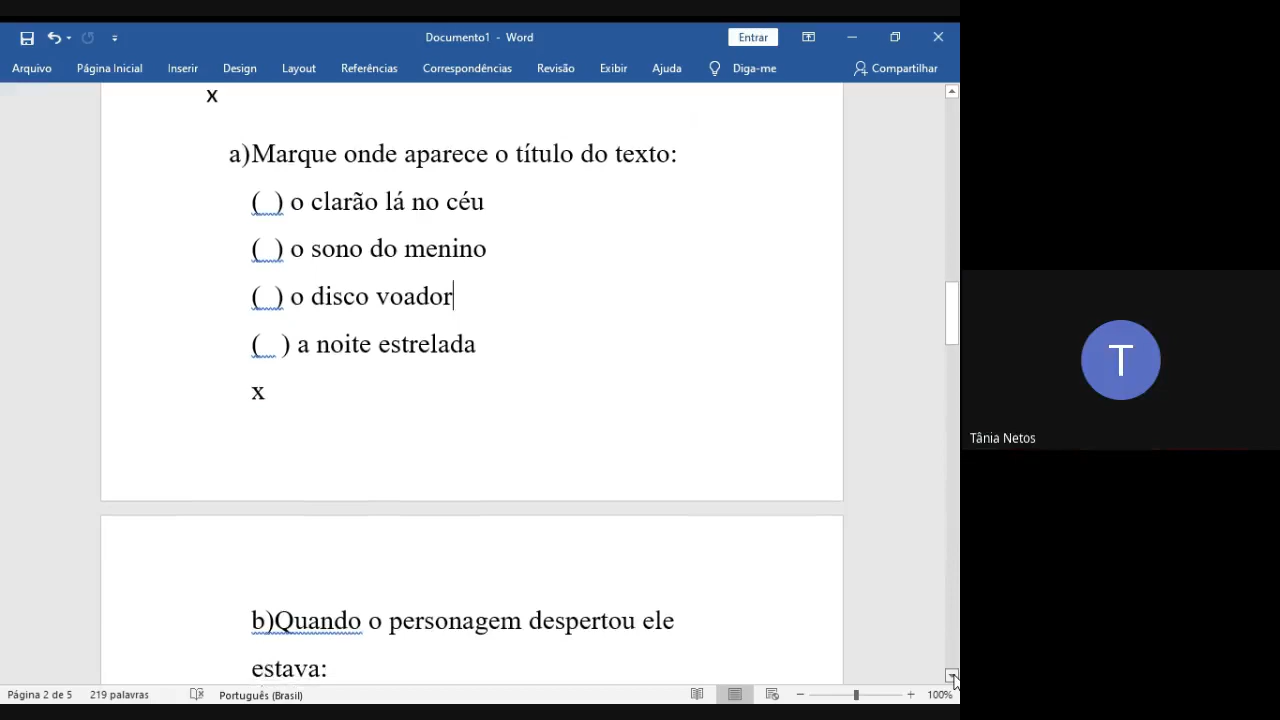 Documento1 - Word
Entrar
Arquivo Página Inicial Inserir Design Layout Referências Correspondências Revisão Exibir Ajuda Diga-me Compartilhar
x
a)Marque onde aparece o título do texto:
( ) o clarão lá no céu
( ) o sono do menino
( ) o disco voador
( ) a noite estrelada
x
T
Tânia Netos
b)Quando o personagem despertou ele
estava:
Página 2 de 5 219 palavras Português (Brasil) 100%